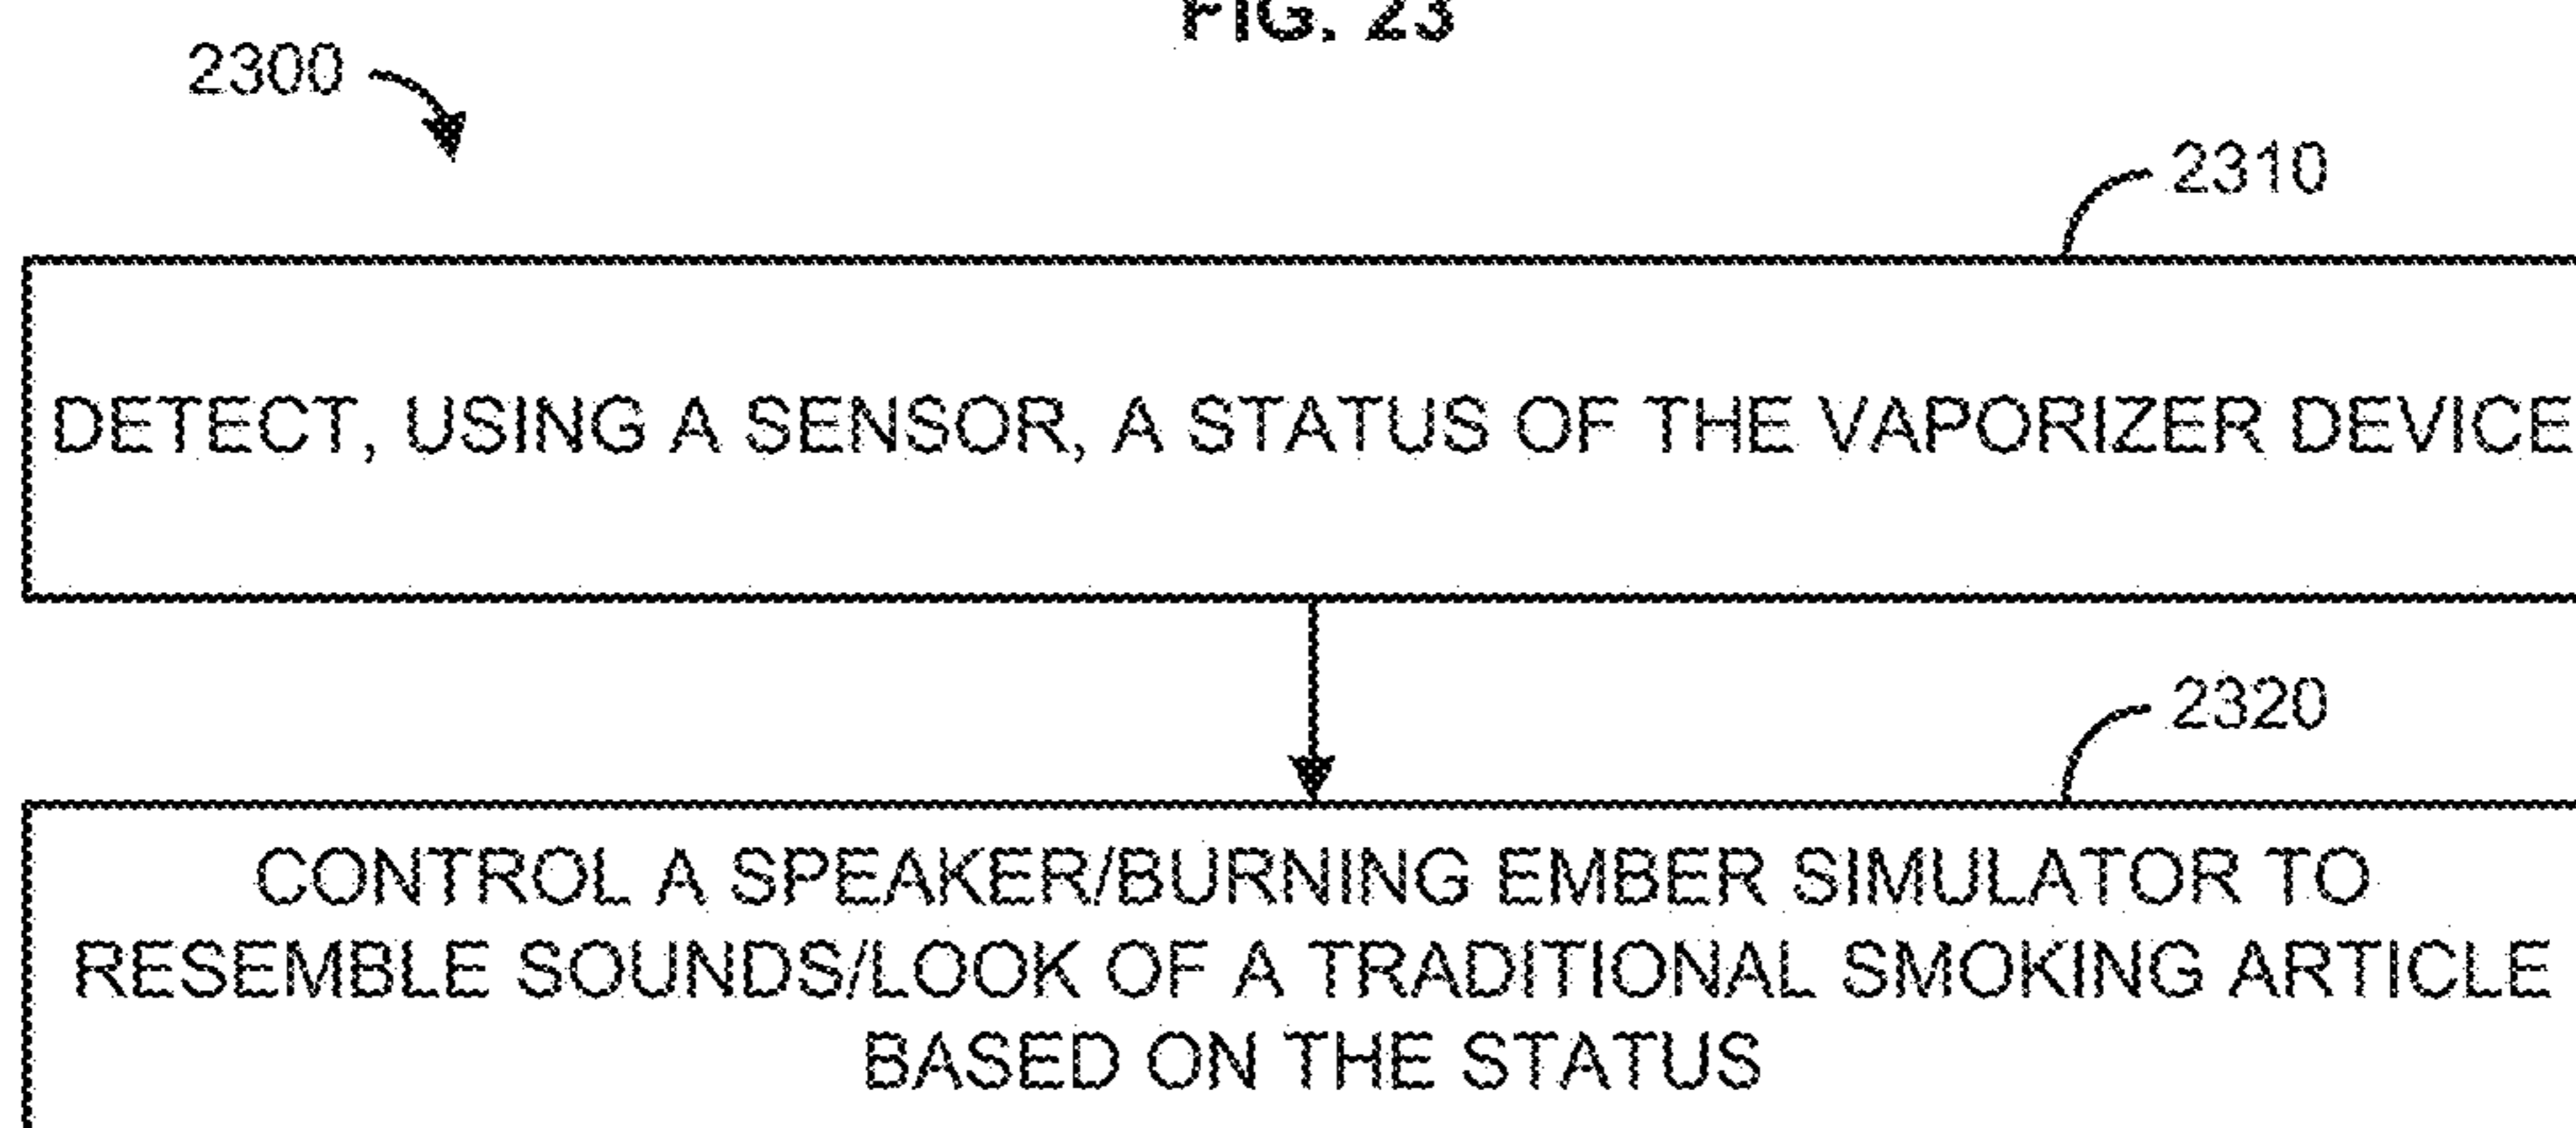 FIG. 23
2300
2310
DETECT, USING A SENSOR, A STATUS OF THE VAPORIZER DEVICE
2320
CONTROL A SPEAKER/BURNING EMBER SIMULATOR TO
RESEMBLE SOUNDS/LOOK OF A TRADITIONAL SMOKING ARTICLE
BASED ON THE STATUS